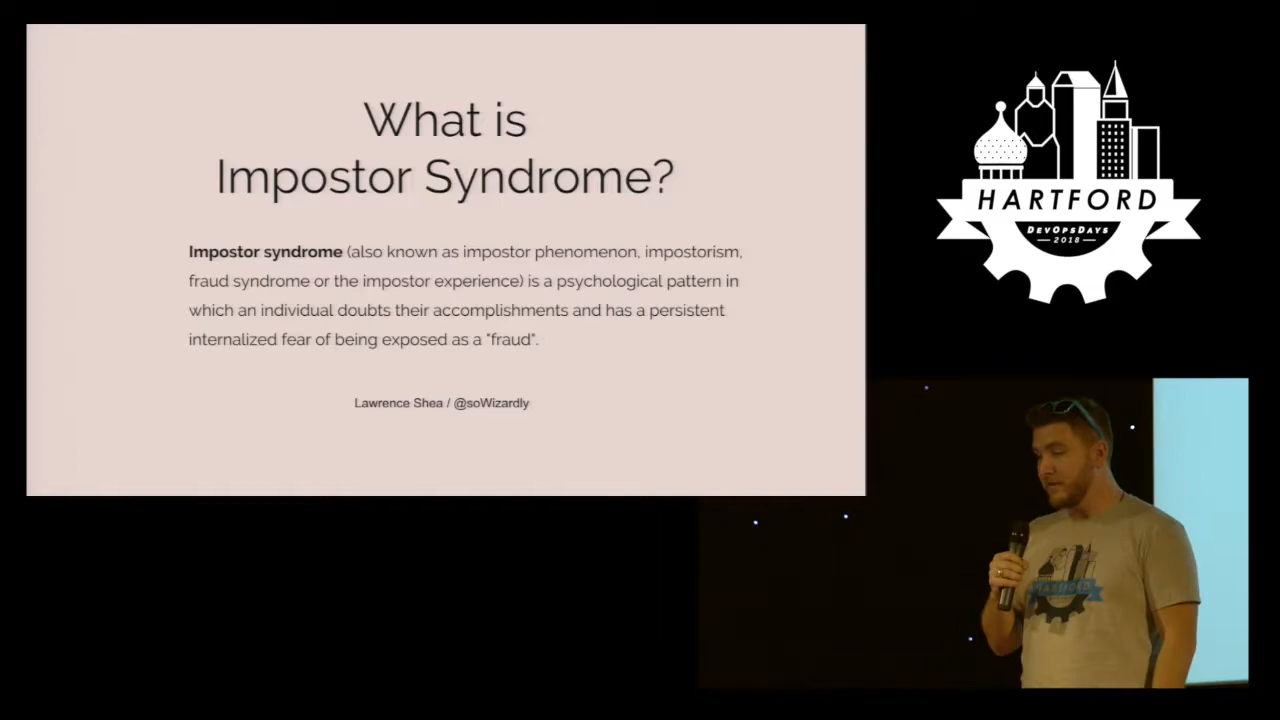 What is
Impostor Syndrome?
Impostor syndrome (also known as impostor phenomenon, impostorism,
fraud syndrome or the impostor experience) is a psychological pattern in
which an individual doubts their accomplishments and has a persistent
internalized fear of being exposed as a "fraud".
Lawrence Shea / @soWizardly
HARTFORD
DEVOPSDAYS
2018
HARTFORD